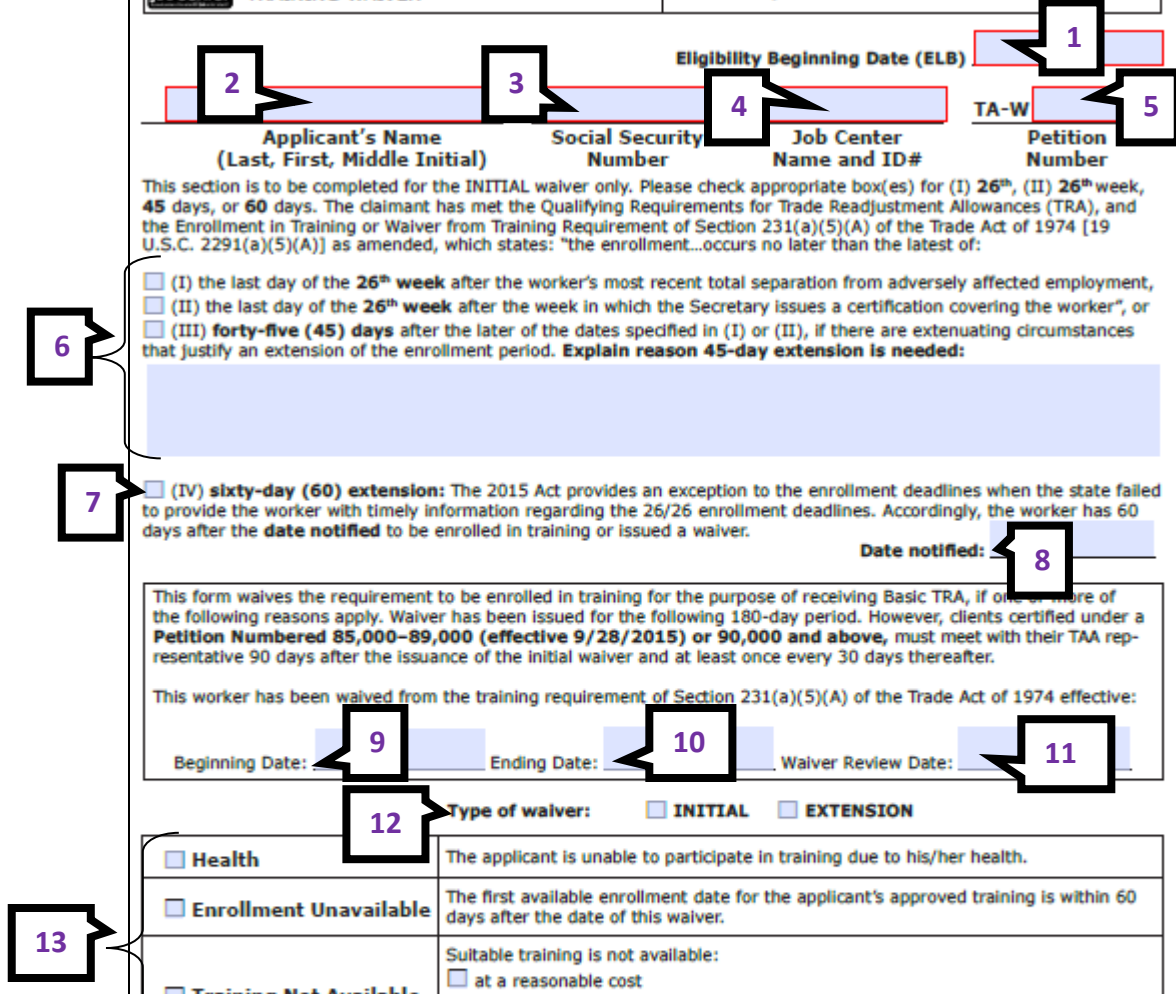 1
Eligibility Beginning Date (ELB)
2
3
4
TA-W
5
Applicant's Name
(Last, First, Middle Initial)
Social Security
Number
Job Center
Name and ID#
Petition
Number
This section is to be completed for the INITIAL waiver only. Please check appropriate box(es) for (I) 26th, (II) 26th week,
45 days, or 60 days. The claimant has met the Qualifying Requirements for Trade Readjustment Allowances (TRA), and
the Enrollment in Training or Waiver from Training Requirement of Section 231(a)(5)(A) of the Trade Act of 1974 [19
U.S.C. 2291(a)(5)(A)] as amended, which states: "the enrollment…occurs no later than the latest of:
(I) the last day of the 26th week after the worker's most recent total separation from adversely affected employment,
(II) the last day of the 26th week after the week in which the Secretary issues a certification covering the worker", or
6
(III) forty-five (45) days after the later of the dates specified in (I) or (II), if there are extenuating circumstances
that justify an extension of the enrollment period. Explain reason 45-day extension is needed:
7
(IV) sixty-day (60) extension: The 2015 Act provides an exception to the enrollment deadlines when the state failed
to provide the worker with timely information regarding the 26/26 enrollment deadlines. Accordingly, the worker has 60
days after the date notified to be enrolled in training or issued a waiver.
Date notified:
8
This form waives the requirement to be enrolled in training for the purpose of receiving Basic TRA, if one more of
the following reasons apply. Waiver has been issued for the following 180-day period. However, clients certified under a
Petition Numbered 85,000–89,000 (effective 9/28/2015) or 90,000 and above, must meet with their TAA rep-
resentative 90 days after the issuance of the initial waiver and at least once every 30 days thereafter.
This worker has been waived from the training requirement of Section 231(a)(5)(A) of the Trade Act of 1974 effective:
Beginning Date:
9
Ending Date:
10
Waiver Review Date:
11
12
Type of waiver:
INITIAL
EXTENSION
Health
The applicant is unable to participate in training due to his/her health.
Enrollment Unavailable
The first available enrollment date for the applicant's approved training is within 60
days after the date of this waiver.
13
Suitable training is not available:
at a reasonable cost
Training Not Available